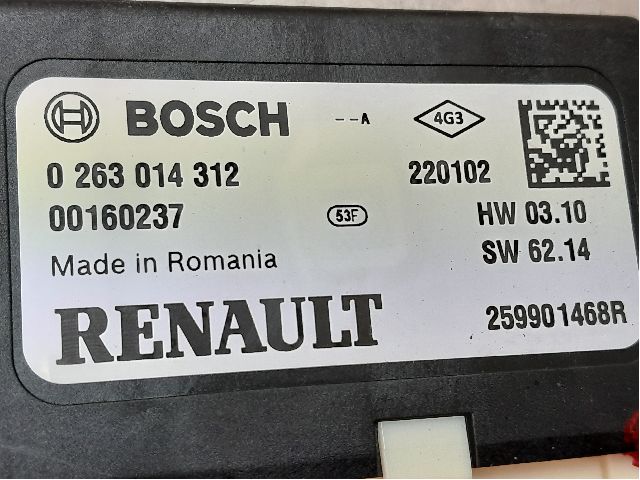 BOSCH --A 4G3
0 263 014 312 220102
00160237 53F HW 03.10
Made in Romania SW 62.14
RENAULT 259901468R